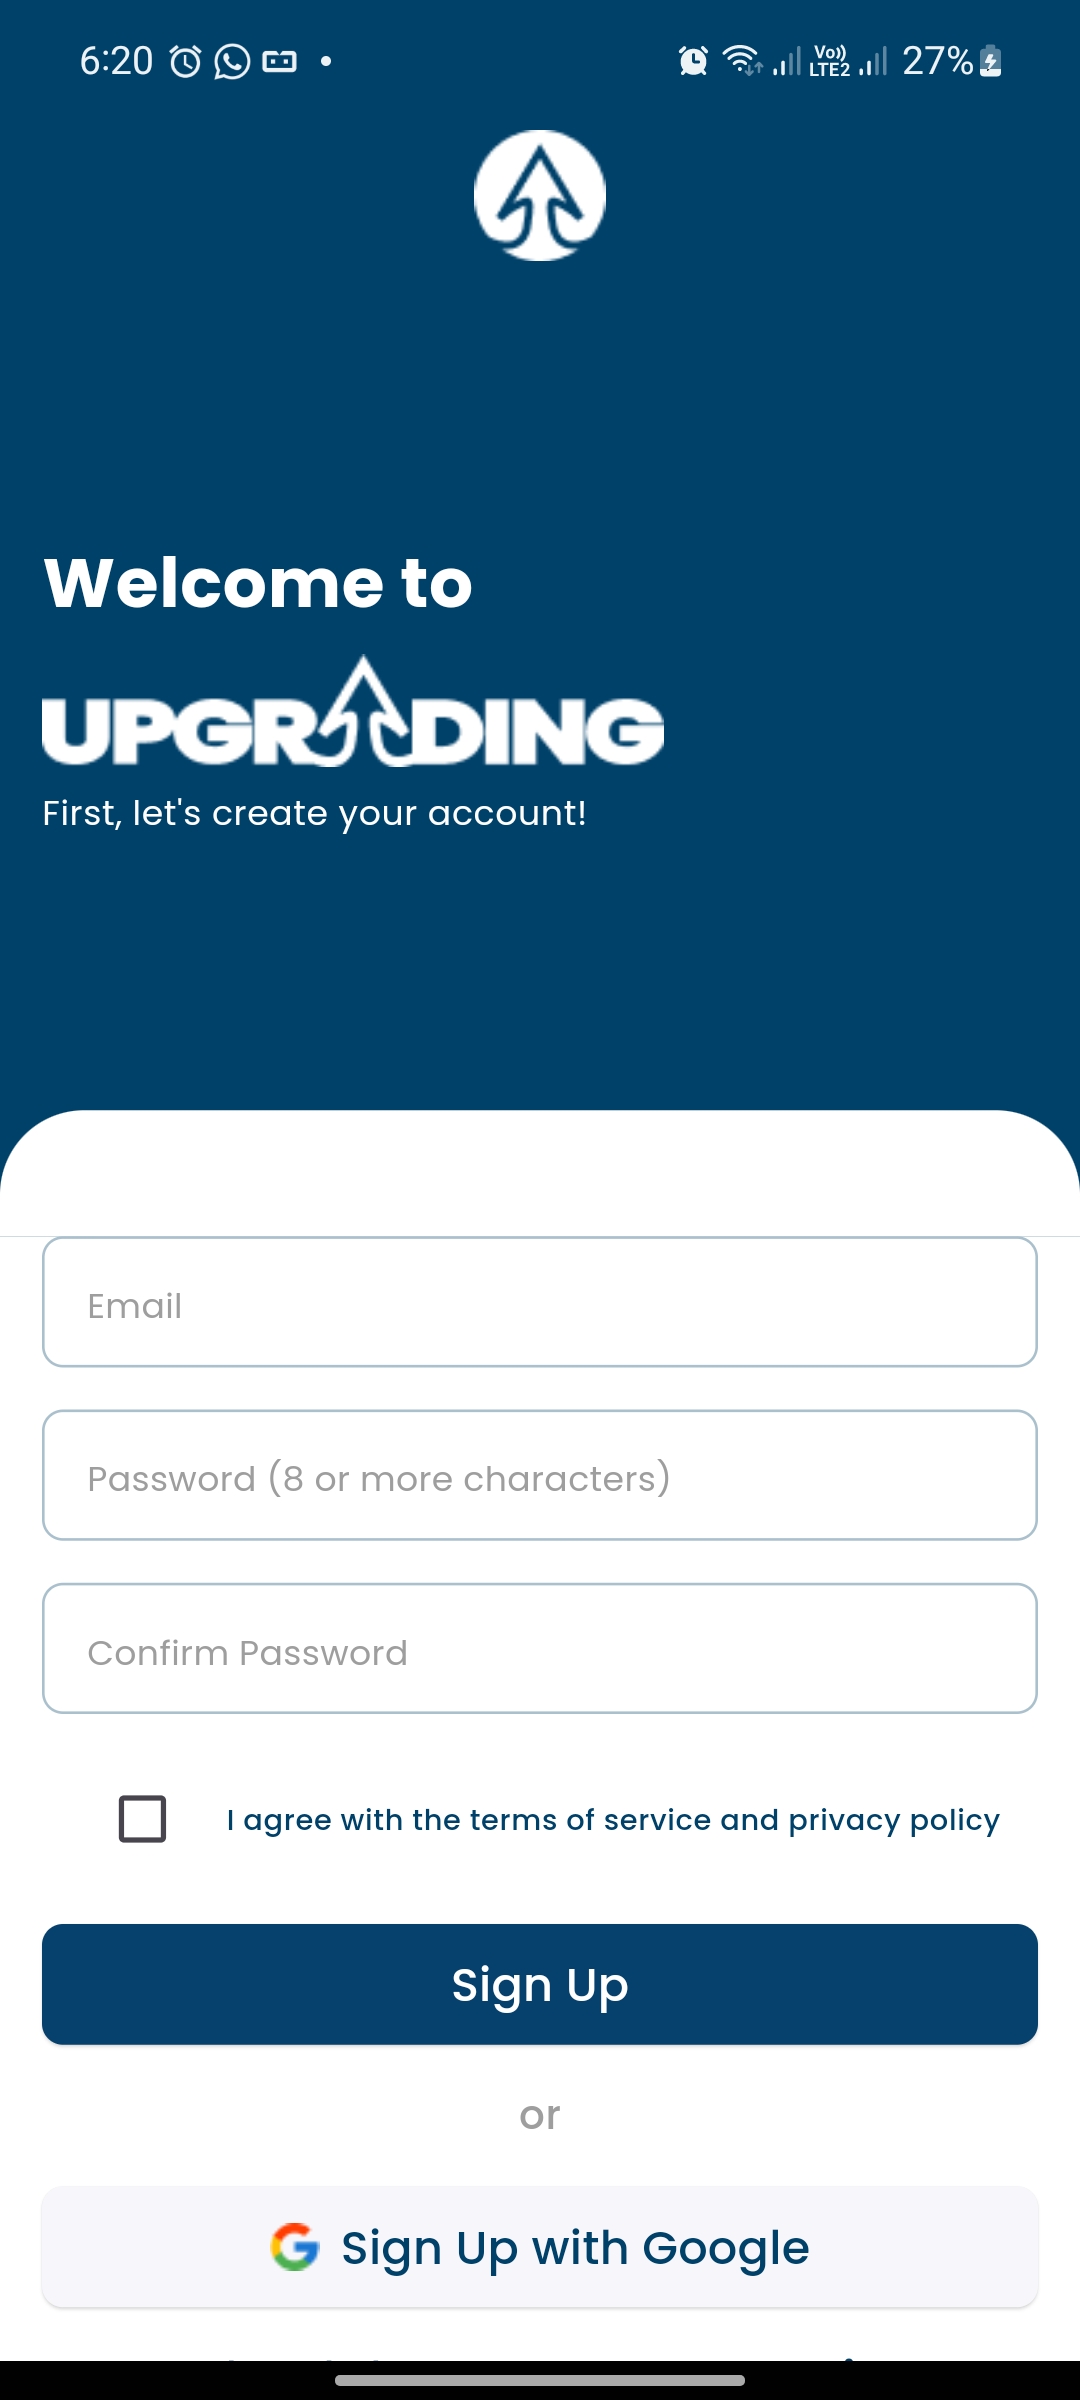 6:20
Vo))
LTE2
27%
Welcome to
UPGRADING
First, let's create your account!
Email
Password (8 or more characters)
Confirm Password
I agree with the terms of service and privacy policy
Sign Up
or
Sign Up with Google